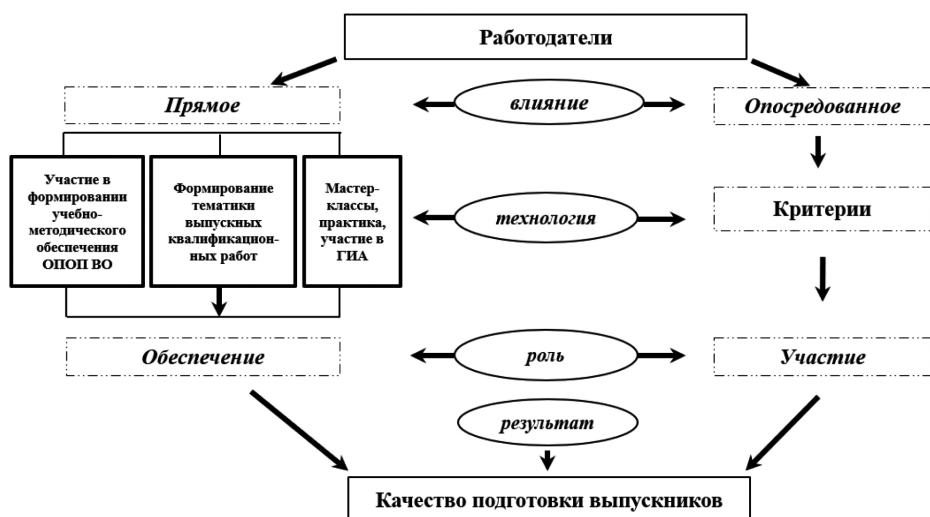 Работодатели
Прямое
влияние
Опосредованное
Участие в
формировании
учебно-
методического
обеспечения
ОПОП ВО
Формирование
тематики
выпускных
квалификацион-
ных работ
Мастер-
классы,
практика,
участие в
ГИА
технология
Критерии
Обеспечение
роль
Участие
результат
Качество подготовки выпускников